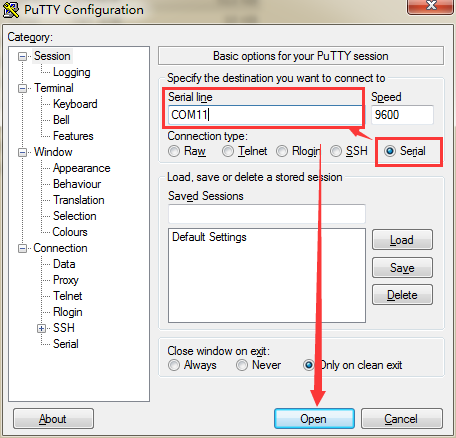 PuTTY Configuration
Category:
Session
Logging
Terminal
Keyboard
Bell
Features
Window
Appearance
Behaviour
Translation
Selection
Colours
Connection
Data
Proxy
Telnet
Rlogin
SSH
Serial
Basic options for your PuTTY session
Specify the destination you want to connect to
Serial line Speed
COM11 9600
Connection type:
Raw Telnet Rlogin SSH Serial
Load, save or delete a stored session
Saved Sessions
Default Settings
Load
Save
Delete
Close window on exit:
Always Never Only on clean exit
About Open Cancel